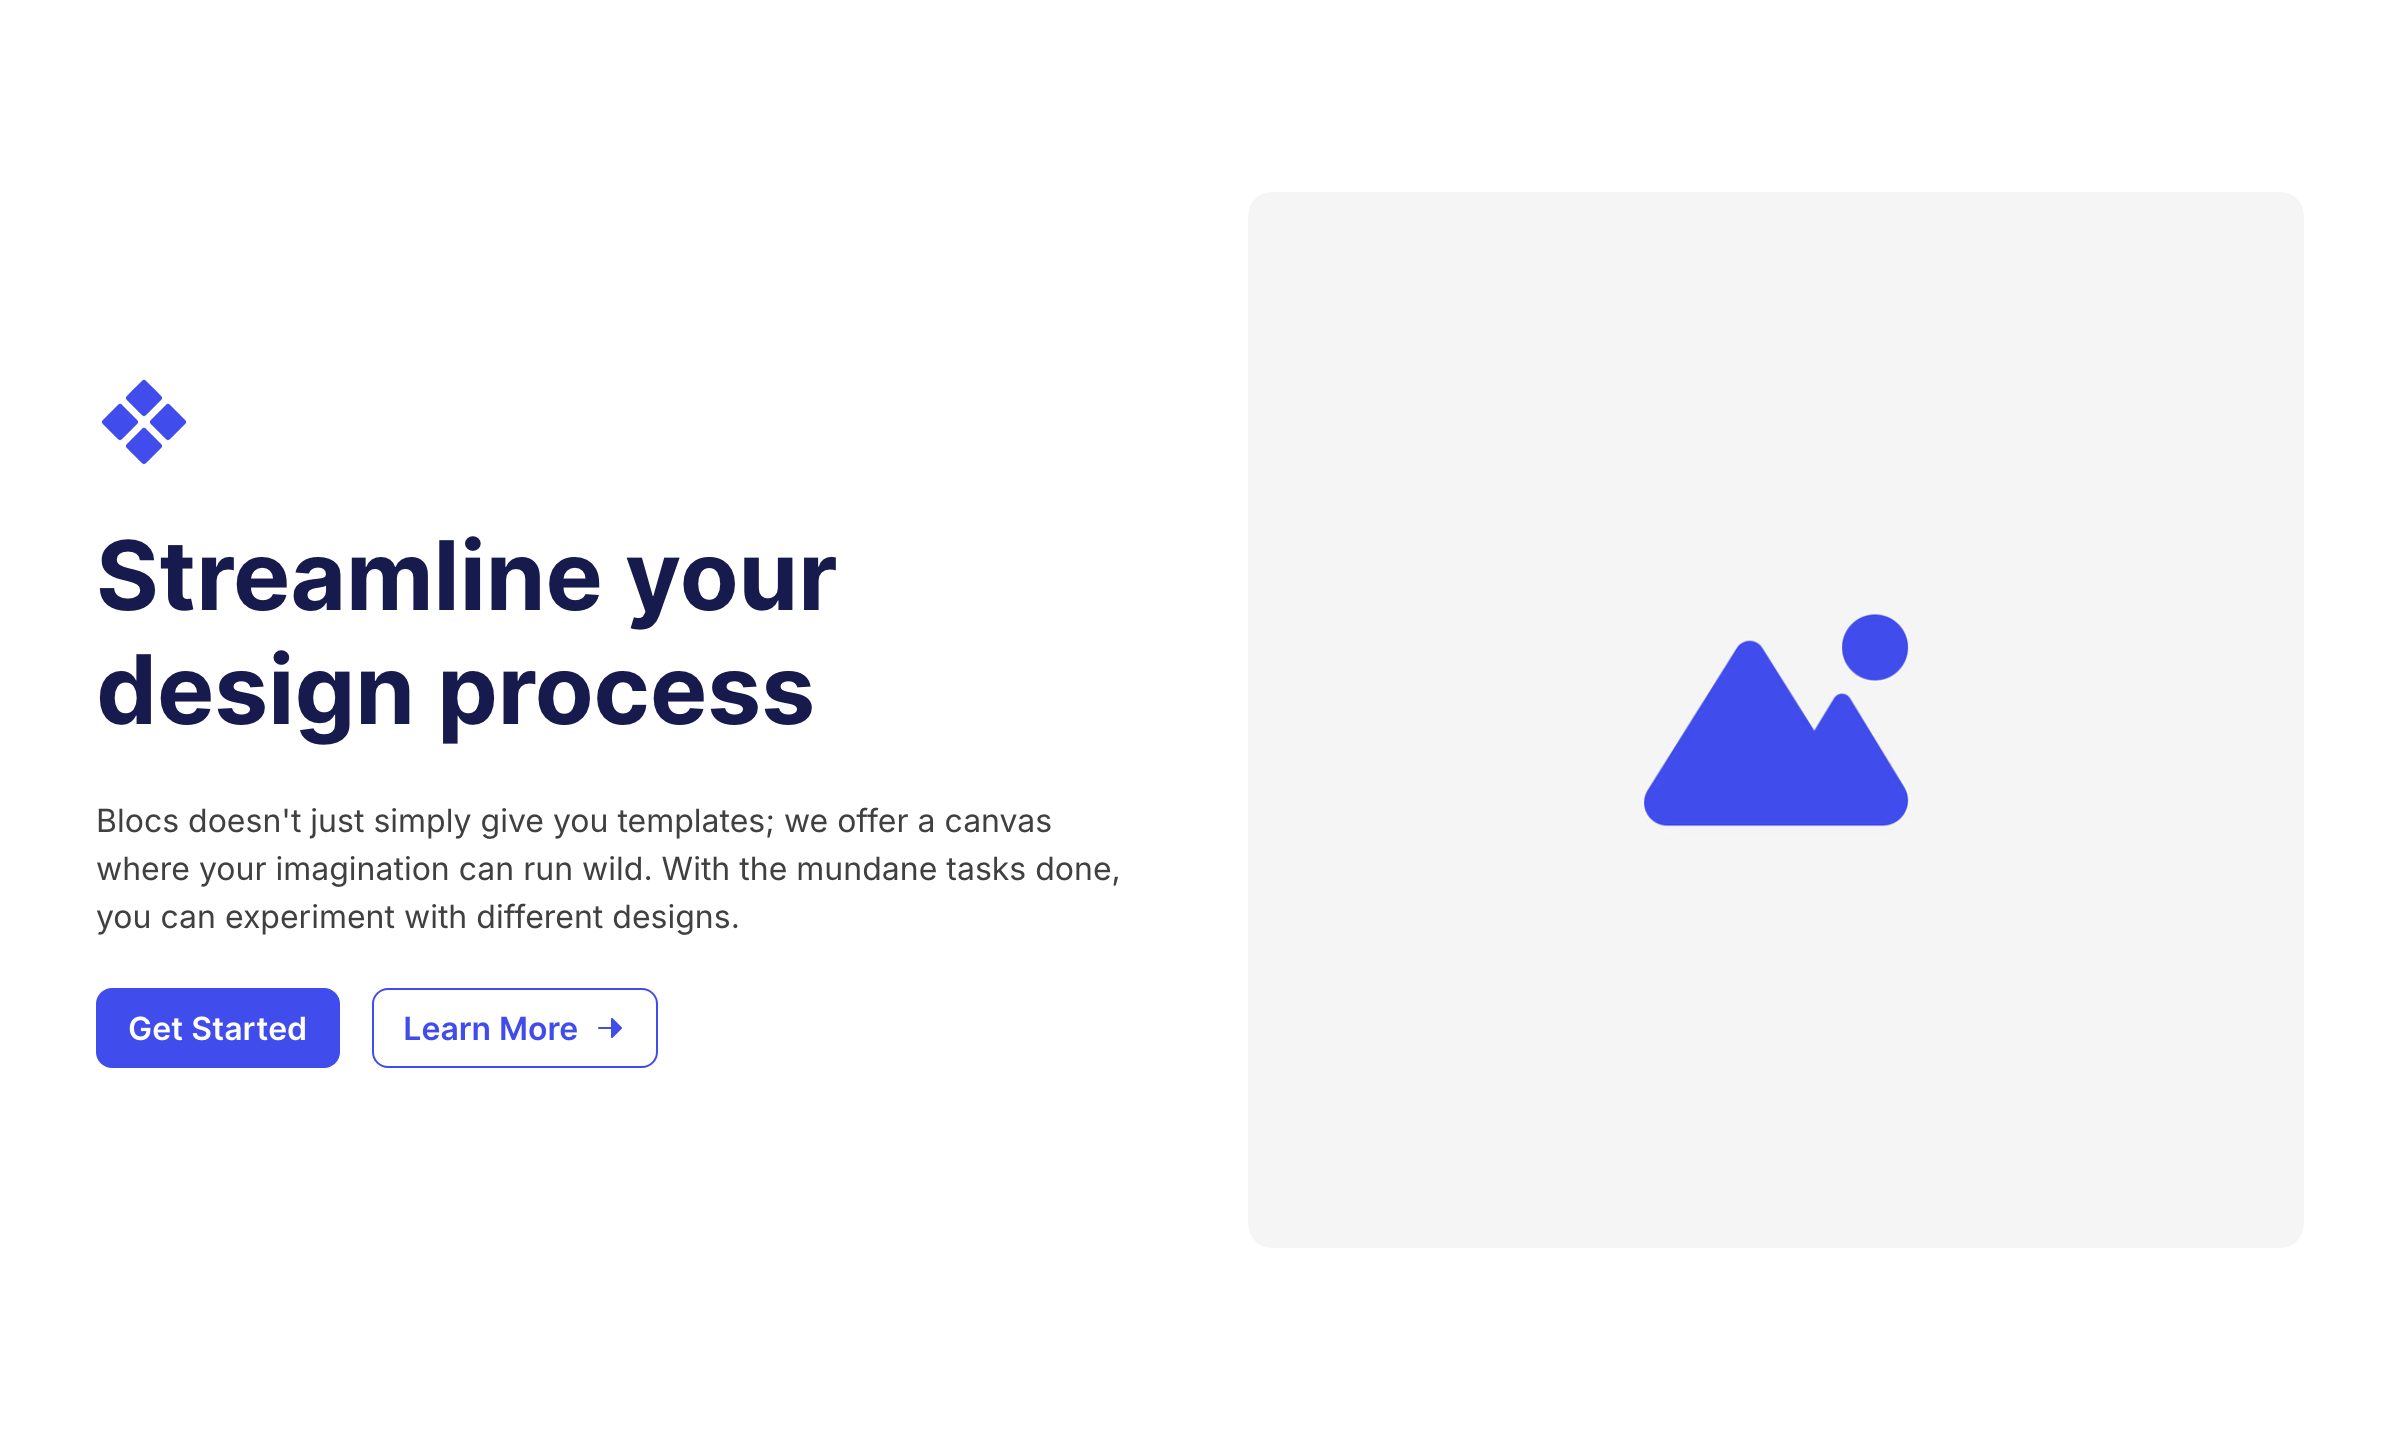 Streamline your
design process
Blocs doesn't just simply give you templates; we offer a canvas
where your imagination can run wild. With the mundane tasks done,
you can experiment with different designs.
Get Started
Learn More